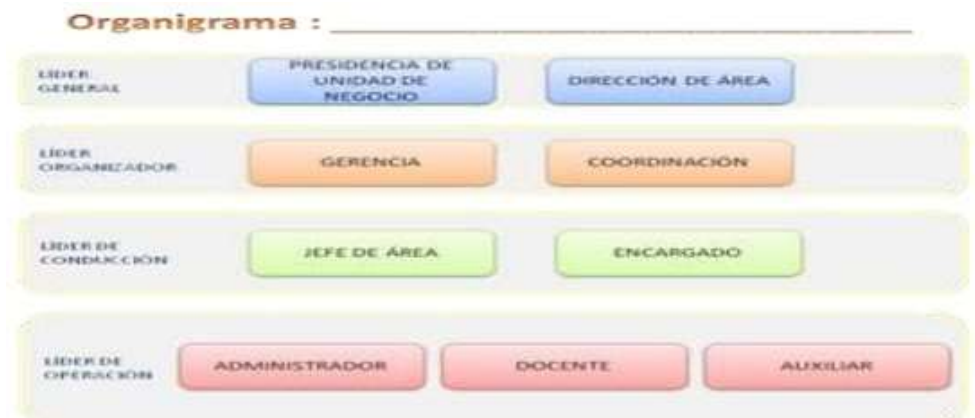 Organigrama :
LÍDER
GENERAL
PRESIDENCIA DE
UNIDAD DE
NEGOCIO
DIRECCIÓN DE ÁREA
LÍDER
ORGANIZADOR
GERENCIA
COORDINACIÓN
LÍDER DE
CONDUCCIÓN
JEFE DE ÁREA
ENCARGADO
LÍDER DE
OPERACIÓN
ADMINISTRADOR
DOCENTE
AUXILIAR